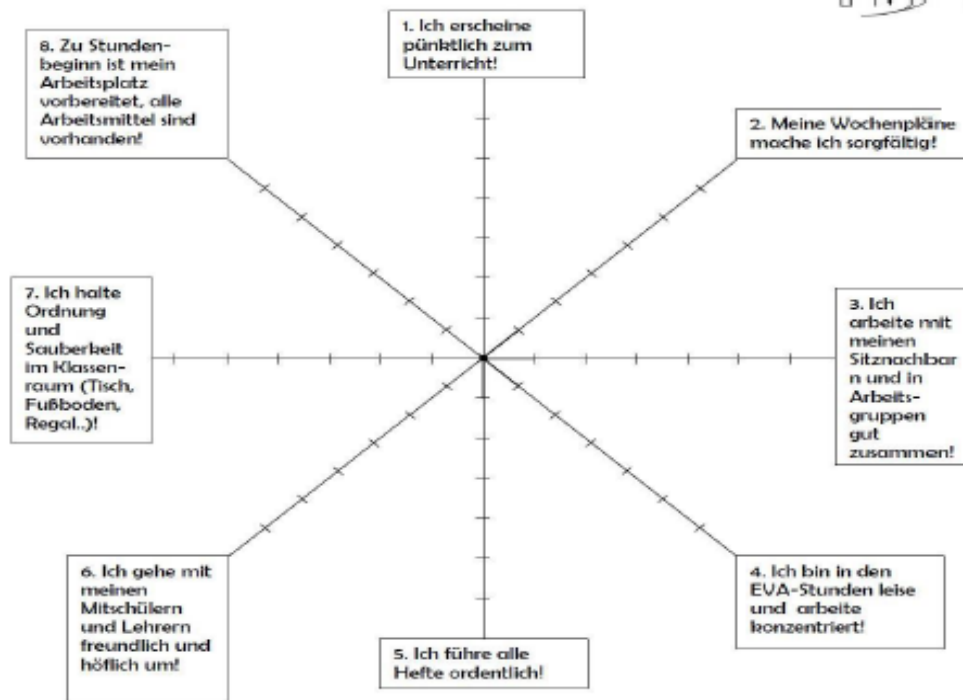 1. Ich erscheine
pünktlich zum
Unterricht!
2. Meine Wochenpläne
mache ich sorgfältig!
3. Ich
arbeite mit
meinen
Sitznachbar
n und in
Arbeits-
gruppen
gut
zusammen!
4. Ich bin in den
EVA-Stunden leise
und arbeite
konzentriert!
5. Ich führe alle
Hefte ordentlich!
6. Ich gehe mit
meinen
Mitschülern
und Lehrern
freundlich und
höflich um!
7. Ich halte
Ordnung
und
Sauberkeit
im Klassen-
raum (Tisch,
Fußboden,
Regal..)!
8. Zu Stunden-
beginn ist mein
Arbeitsplatz
vorbereitet, alle
Arbeitsmittel sind
vorhanden!